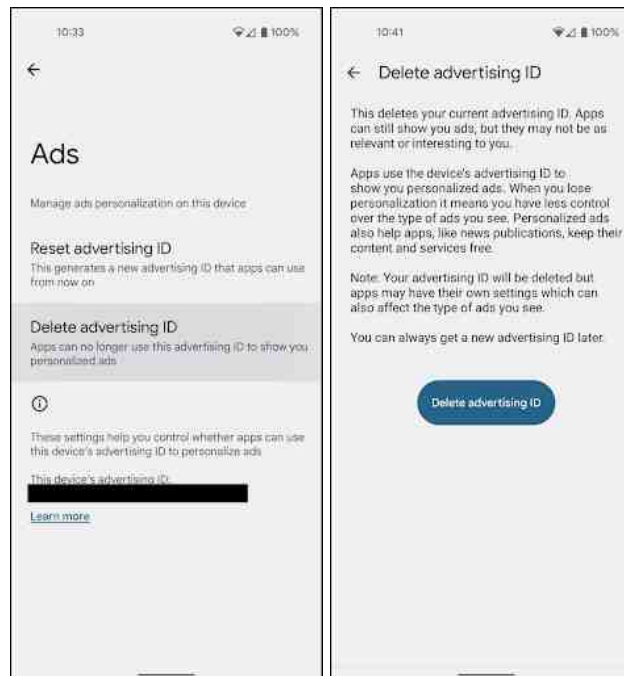 10:33
100%
Ads
Manage ads personalization on this device
Reset advertising ID
This generates a new advertising ID that apps can use
from now on
Delete advertising ID
Apps can no longer use this advertising ID to show you
personalized ads
These settings help you control whether apps can use
this device's advertising ID to personalize ads
This device's advertising ID:
Learn more
10:41
100%
Delete advertising ID
This deletes your current advertising ID. Apps
can still show you ads, but they may not be as
relevant or interesting to you.
Apps use the device's advertising ID to
show you personalized ads. When you lose
personalization it means you have less control
over the type of ads you see. Personalized ads
also help apps, like news publications, keep their
content and services free.
Note: Your advertising ID will be deleted but
apps may have their own settings which can
also affect the type of ads you see.
You can always get a new advertising ID later.
Delete advertising ID